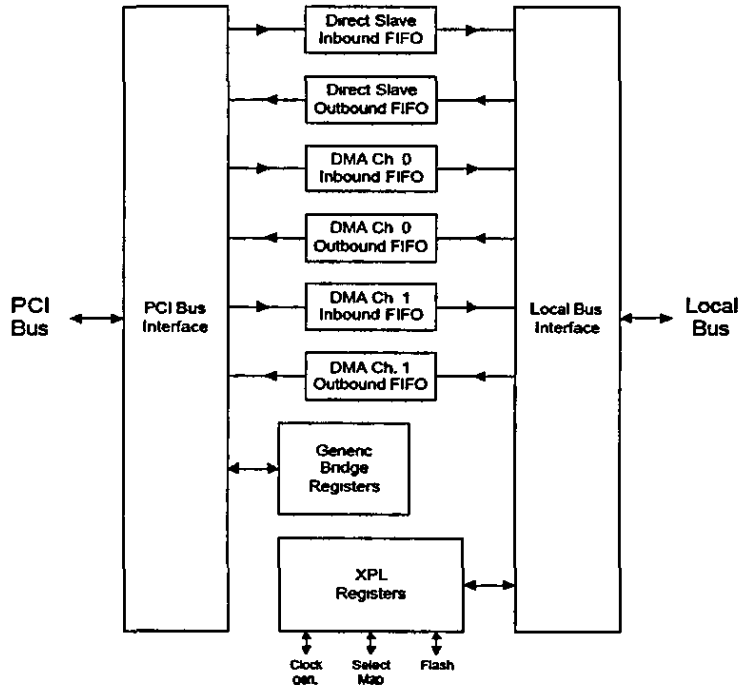 Direct Slave
Inbound FIFO
Direct Slave
Outbound FIFO
DMA Ch 0
Inbound FIFO
DMA Ch 0
Outbound FIFO
PCI
Bus
PCI Bus
Interface
DMA Ch 1
Inbound FIFO
Local Bus
Interface
Local
Bus
DMA Ch. 1
Outbound FIFO
Generic
Bridge
Registers
XPL
Registers
Clock
gen.
Select
Map
Flash